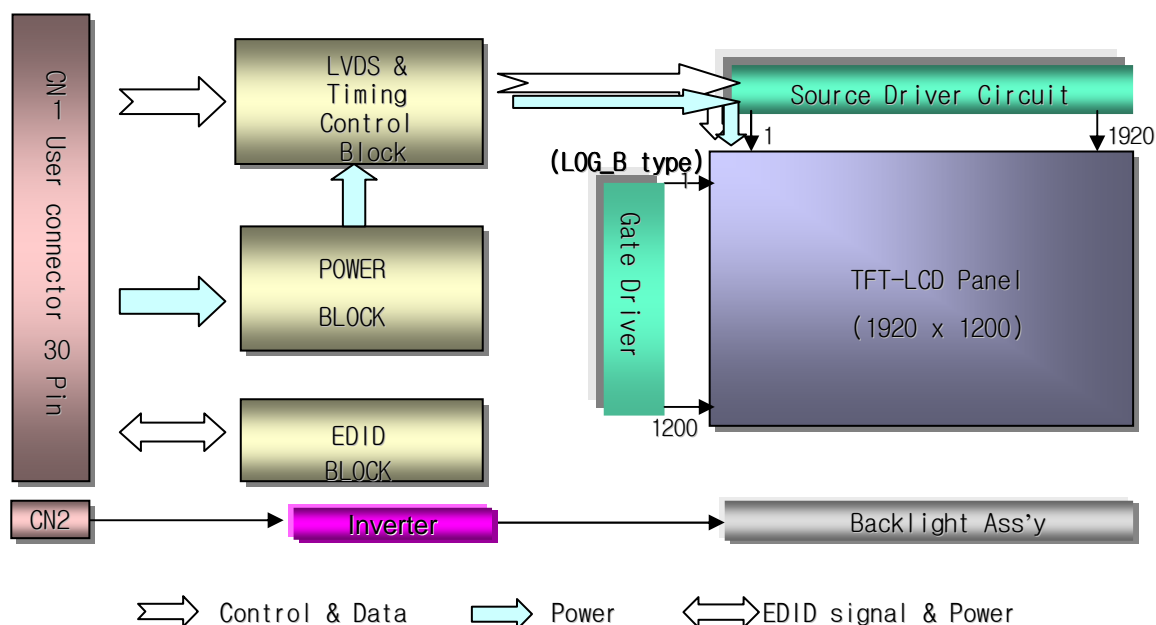 CN-1 User connector 30 Pin
LVDS &
Timing
Control
Block
POWER
BLOCK
EDID
BLOCK
Source Driver Circuit
1
1920
(LOG_B type)
1
Gate Driver
1200
TFT-LCD Panel
(1920 x 1200)
CN2
Inverter
Backlight Ass'y
Control & Data
Power
EDID signal & Power